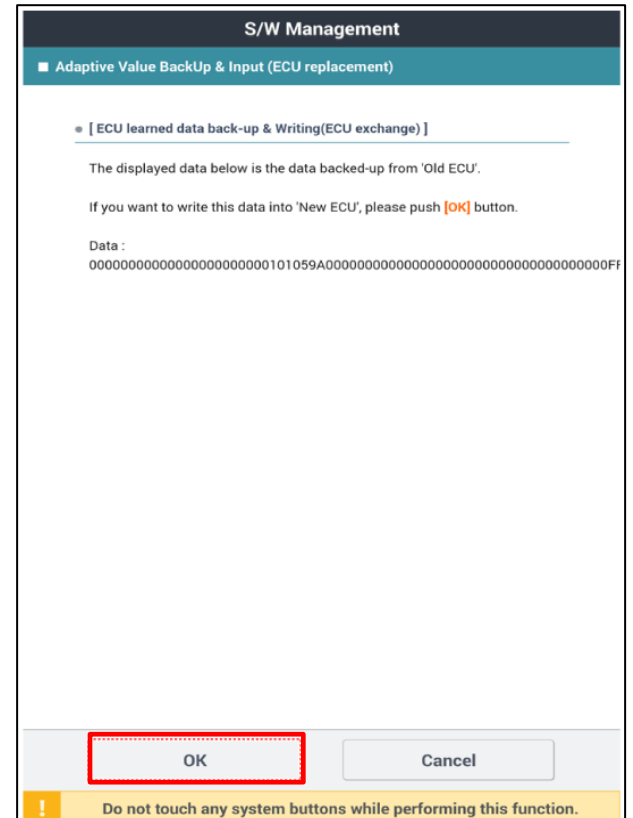 S/W Management
Adaptive Value BackUp & Input (ECU replacement)
[ ECU learned data back-up & Writing(ECU exchange) ]
The displayed data below is the data backed-up from 'Old ECU'.
If you want to write this data into 'New ECU', please push [OK] button.
Data :
00000000000000000000000101059A0000000000000000000000000000000000000FF
OK
Cancel
! Do not touch any system buttons while performing this function.